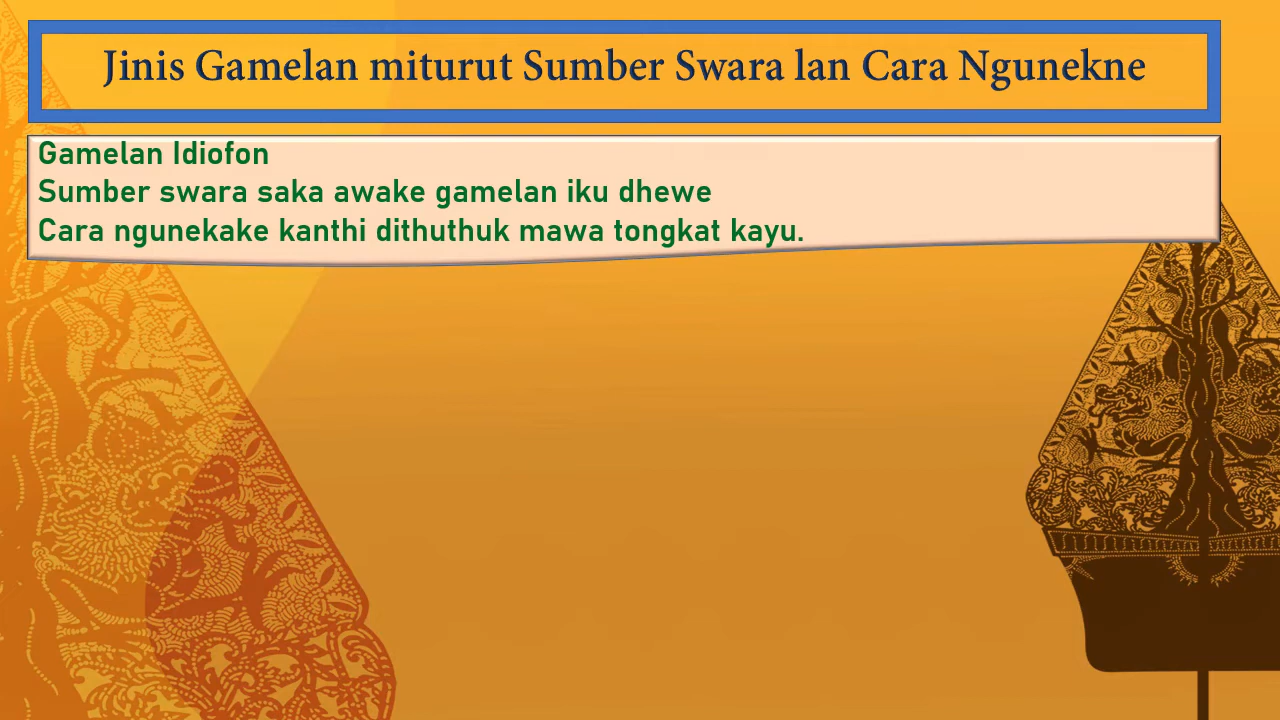 Jinis Gamelan miturut Sumber Swara lan Cara Ngunekne
Gamelan Idiofon
Sumber swara saka awake gamelan iku dhewe
Cara ngunekake kanthi dithuthuk mawa tongkat kayu.